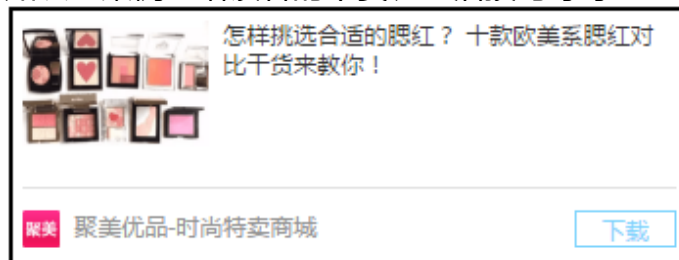 怎样挑选合适的腮红？ 十款欧美系腮红对
比干货来教你！
聚美 聚美优品-时尚特卖商城
下载